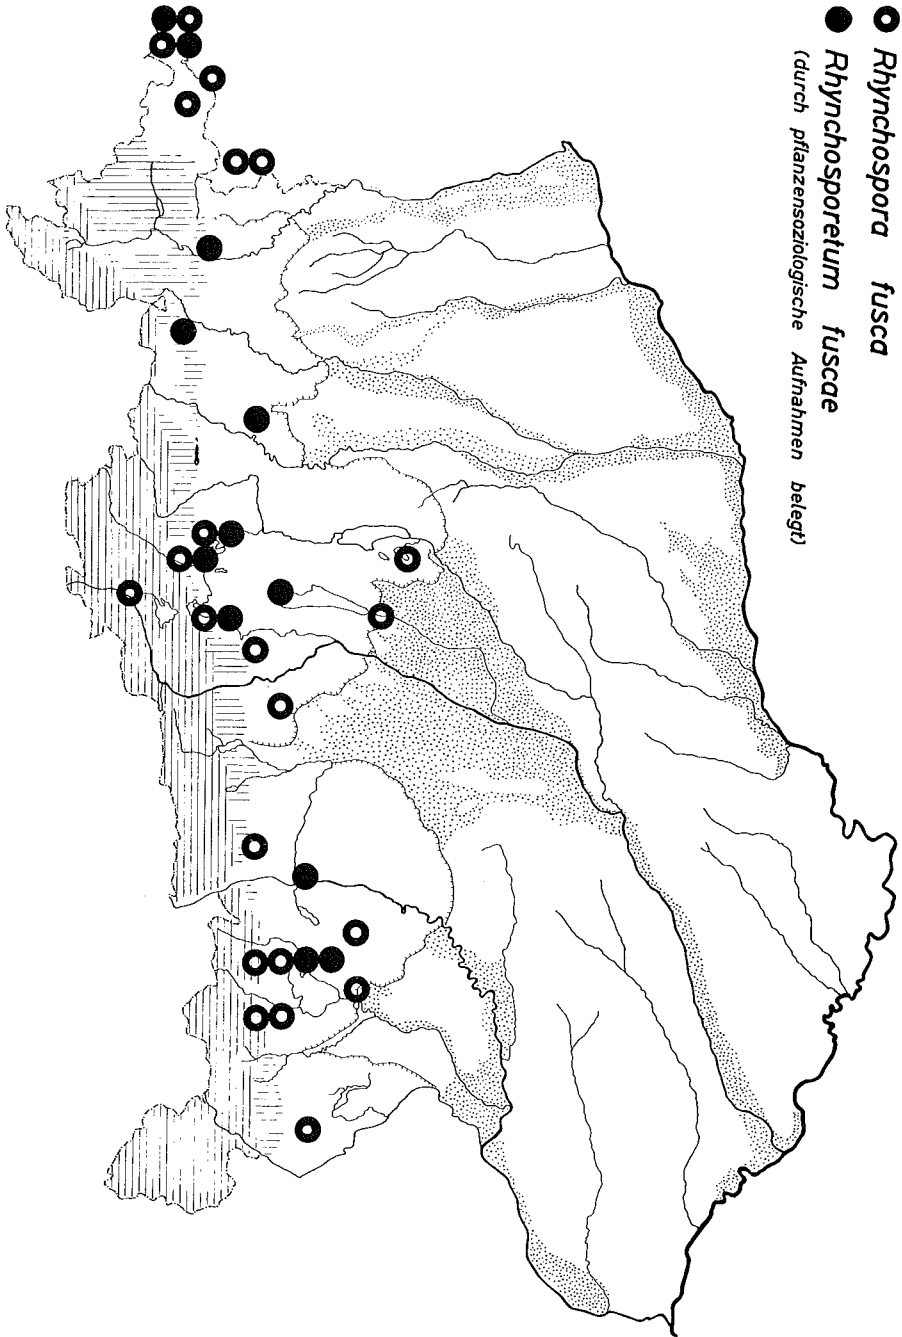 Rhynchospora fusca
Rhynchosporetum fuscae
(durch pflanzensoziologische Aufnahmen belegt)